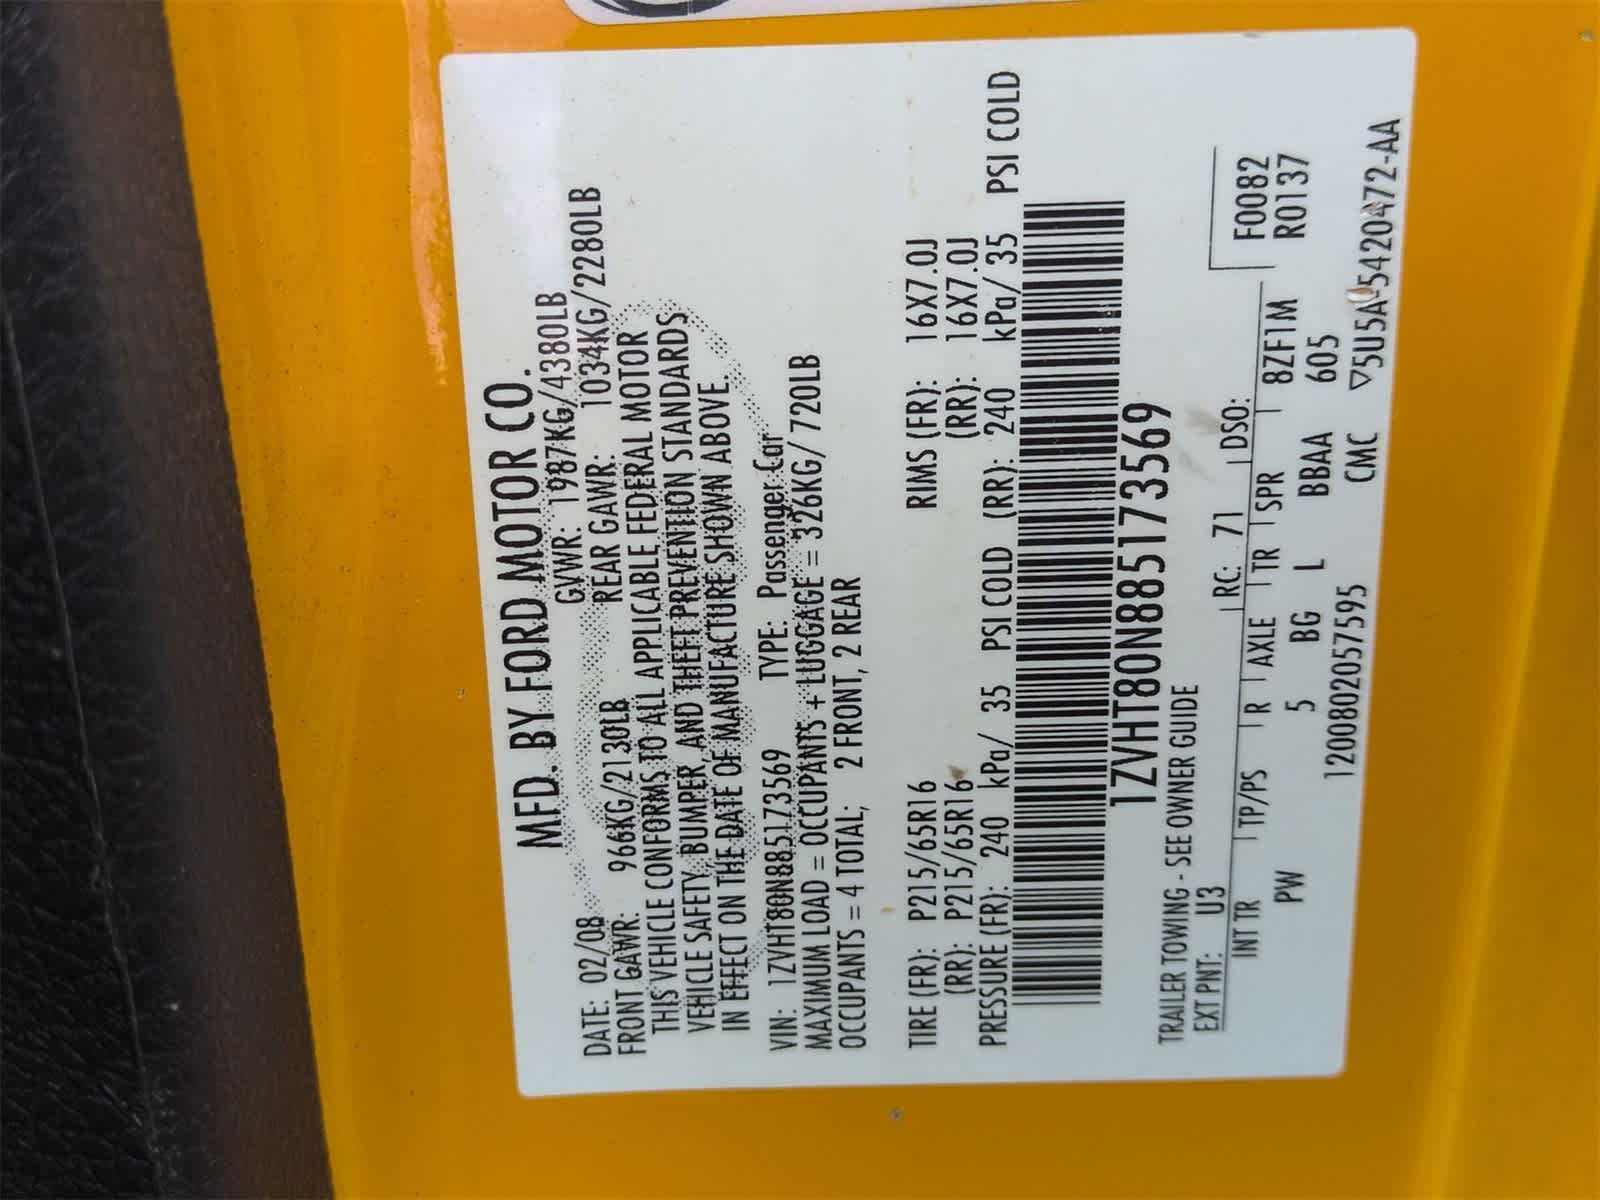 MFD. BY FORD MOTOR CO.
DATE: 02/08 GVWR: 1987KG/4380LB
FRONT GAWR: 966KG/2130LB REAR GAWR: 1034KG/2280LB
THIS VEHICLE CONFORMS TO ALL APPLICABLE FEDERAL MOTOR
VEHICLE SAFETY, BUMPER, AND THEFT PREVENTION STANDARDS
IN EFFECT ON THE DATE OF MANUFACTURE SHOWN ABOVE.
VIN: 1ZVHT80N885173569 TYPE: Passenger Car
MAXIMUM LOAD = OCCUPANTS + LUGGAGE = 326KG/720LB
OCCUPANTS = 4 TOTAL; 2 FRONT, 2 REAR
TIRE (FR): P215/65R16 RIMS (FR): 16X7.0J
(RR): P215/65R16 (RR): 16X7.0J
PRESSURE (FR): 240 kPa/ 35 PSI COLD (RR): 240 kPa/ 35 PSI COLD
1ZVHT80N885173569
TRAILER TOWING - SEE OWNER GUIDE
EXT PNT: U3 RC: 71 DSO:
F0082
R0137
INT TR TP/PS R AXLE TR SPR 8ZF1M
PW 5 BG L BBAA 605
120080205759​5 CMC ▽5U5A-5420472-AA